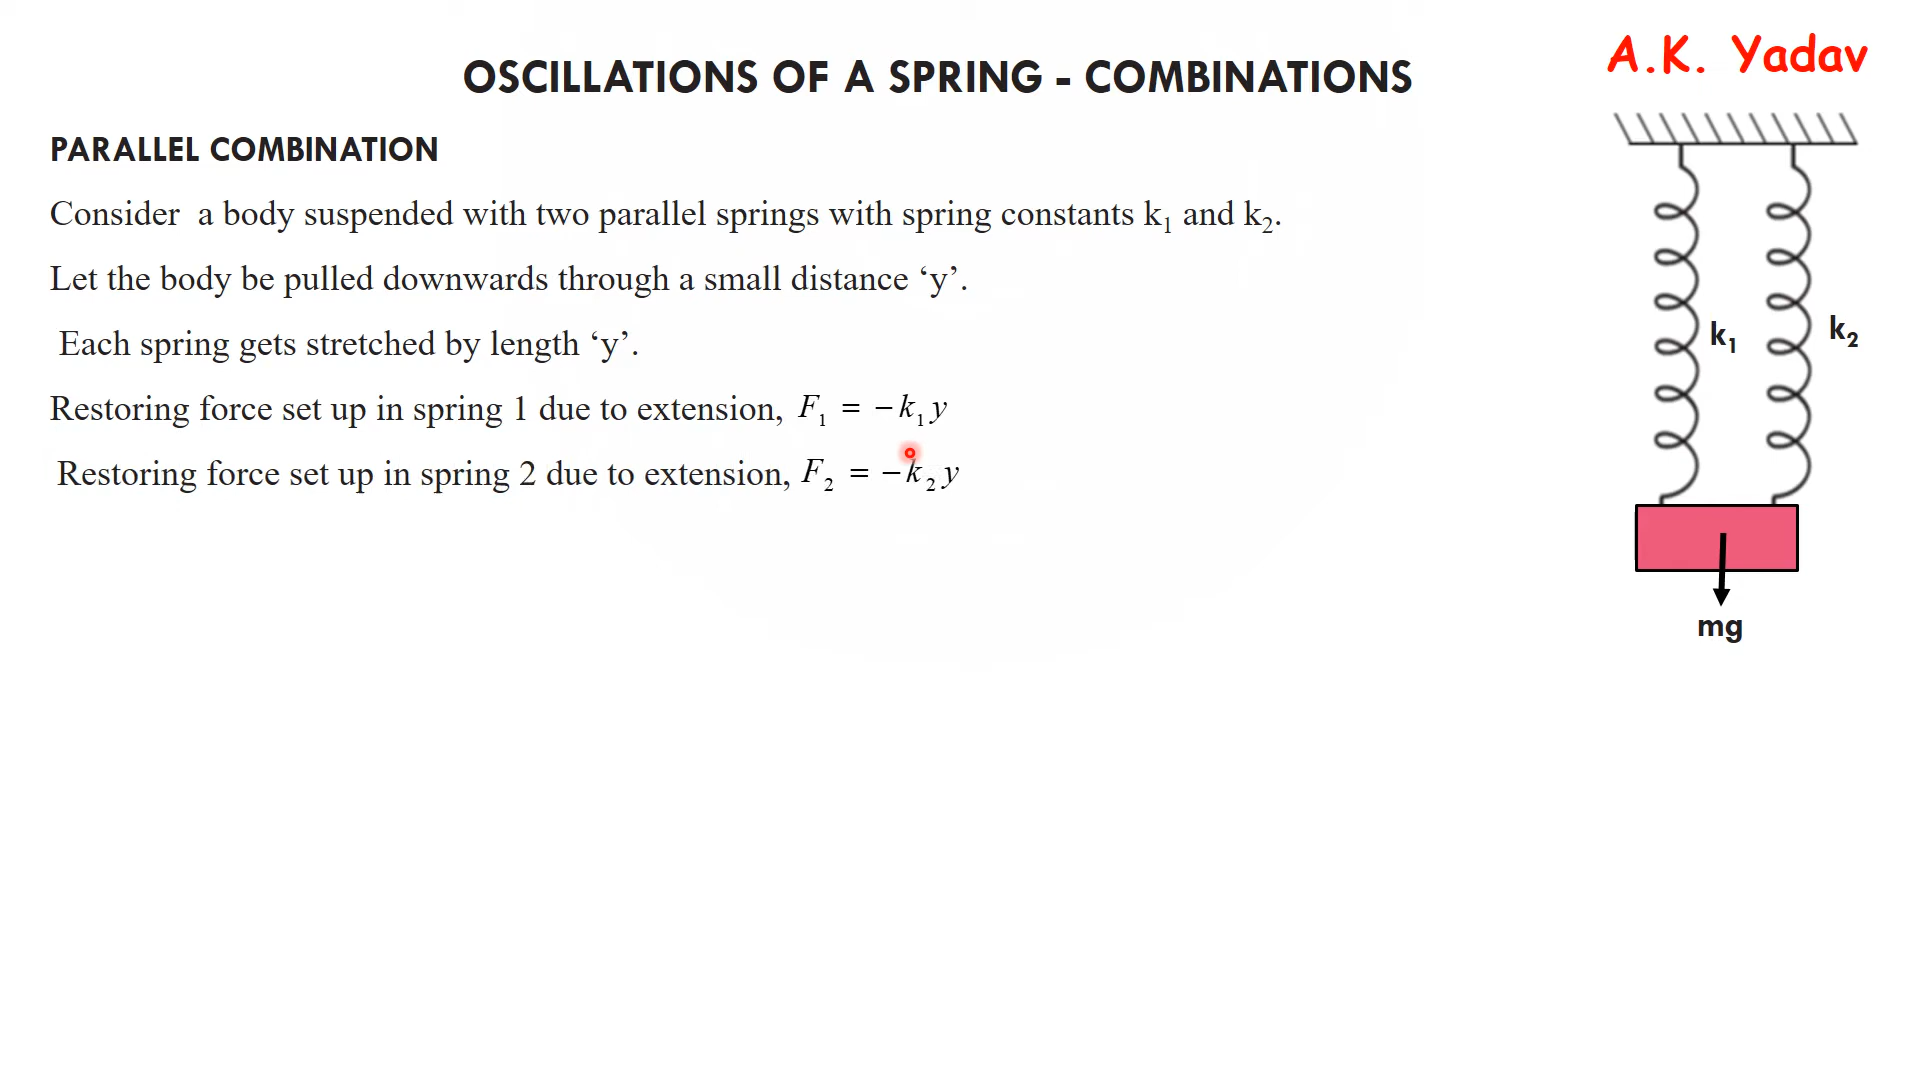 A.K. Yadav
OSCILLATIONS OF A SPRING - COMBINATIONS
PARALLEL COMBINATION
Consider a body suspended with two parallel springs with spring constants k₁ and k₂.
Let the body be pulled downwards through a small distance ‘y’.
Each spring gets stretched by length ‘y’.
Restoring force set up in spring 1 due to extension, F₁ = −k₁y
Restoring force set up in spring 2 due to extension, F₂ = −k₂y
k₁
k₂
mg